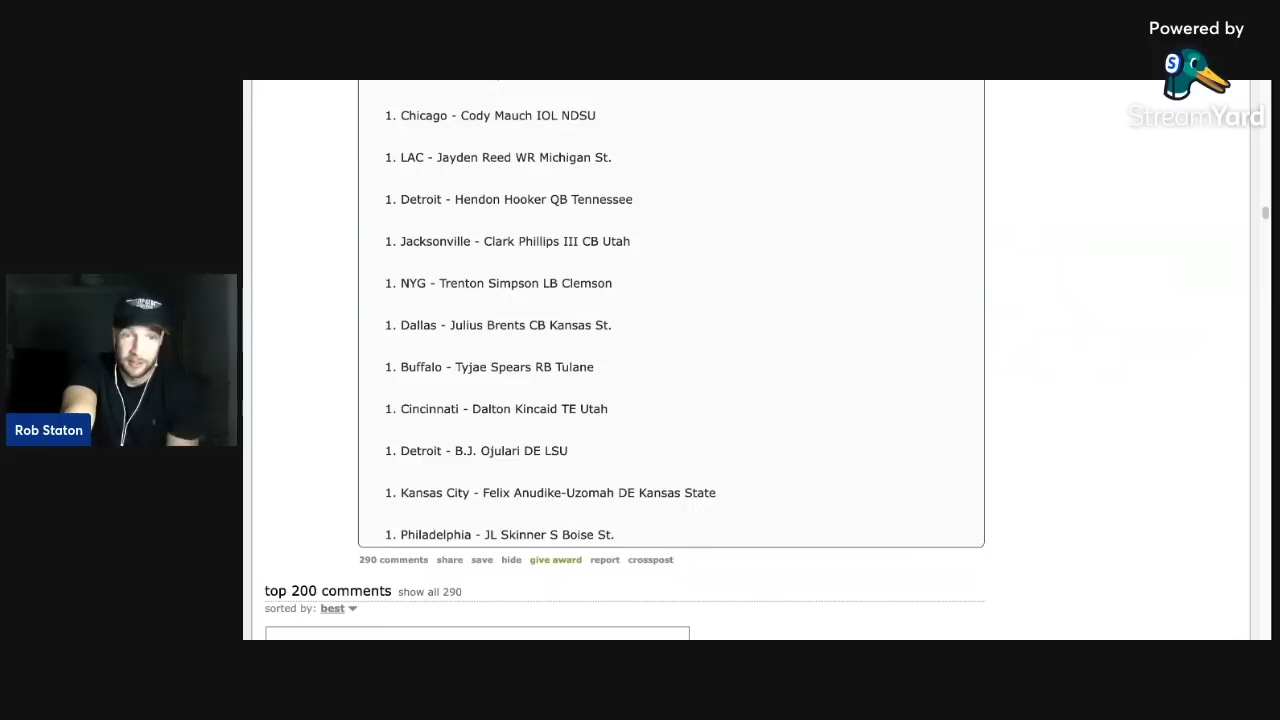 Powered by
StreamYard
1. Chicago - Cody Mauch IOL NDSU
1. LAC - Jayden Reed WR Michigan St.
1. Detroit - Hendon Hooker QB Tennessee
1. Jacksonville - Clark Phillips III CB Utah
1. NYG - Trenton Simpson LB Clemson
1. Dallas - Julius Brents CB Kansas St.
1. Buffalo - Tyjae Spears RB Tulane
1. Cincinnati - Dalton Kincaid TE Utah
1. Detroit - B.J. Ojulari DE LSU
1. Kansas City - Felix Anudike-Uzomah DE Kansas State
1. Philadelphia - JL Skinner S Boise St.
Rob Staton
290 comments share save hide give award report crosspost
top 200 comments show all 290
sorted by: best